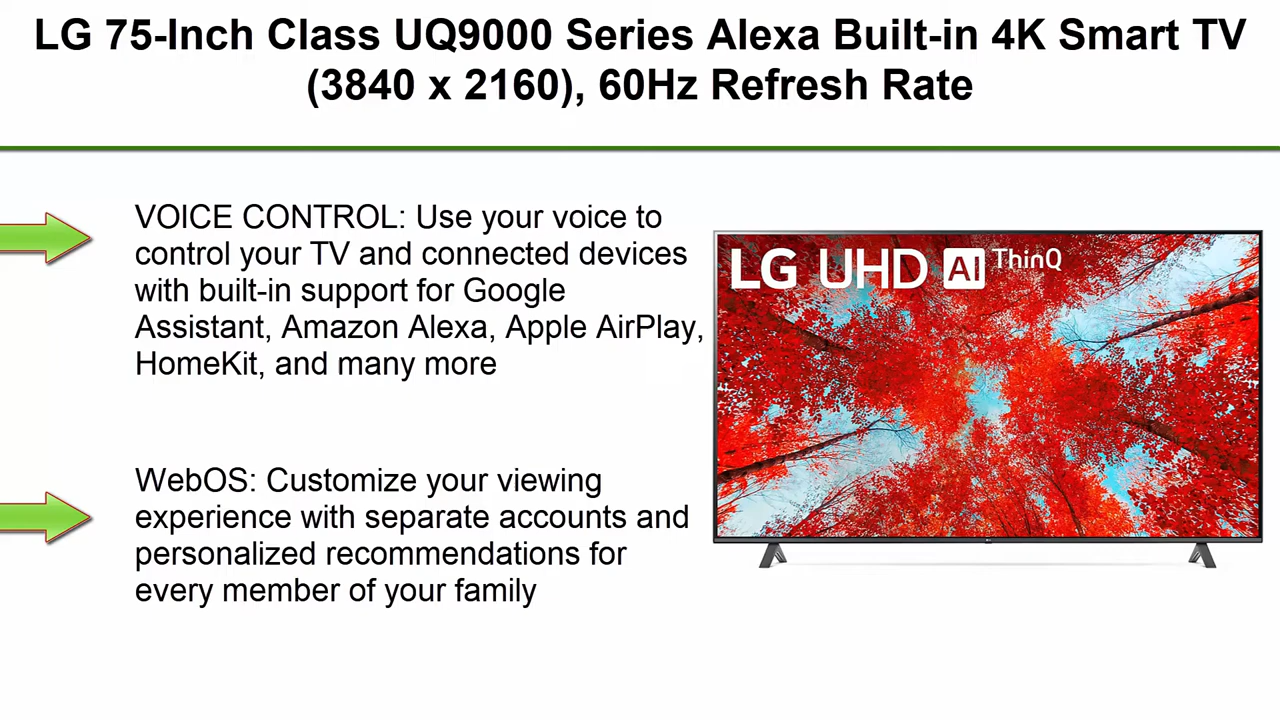 LG 75-Inch Class UQ9000 Series Alexa Built-in 4K Smart TV
(3840 x 2160), 60Hz Refresh Rate
VOICE CONTROL: Use your voice to
control your TV and connected devices
with built-in support for Google
Assistant, Amazon Alexa, Apple AirPlay,
HomeKit, and many more
LG UHD AI ThinQ
WebOS: Customize your viewing
experience with separate accounts and
personalized recommendations for
every member of your family